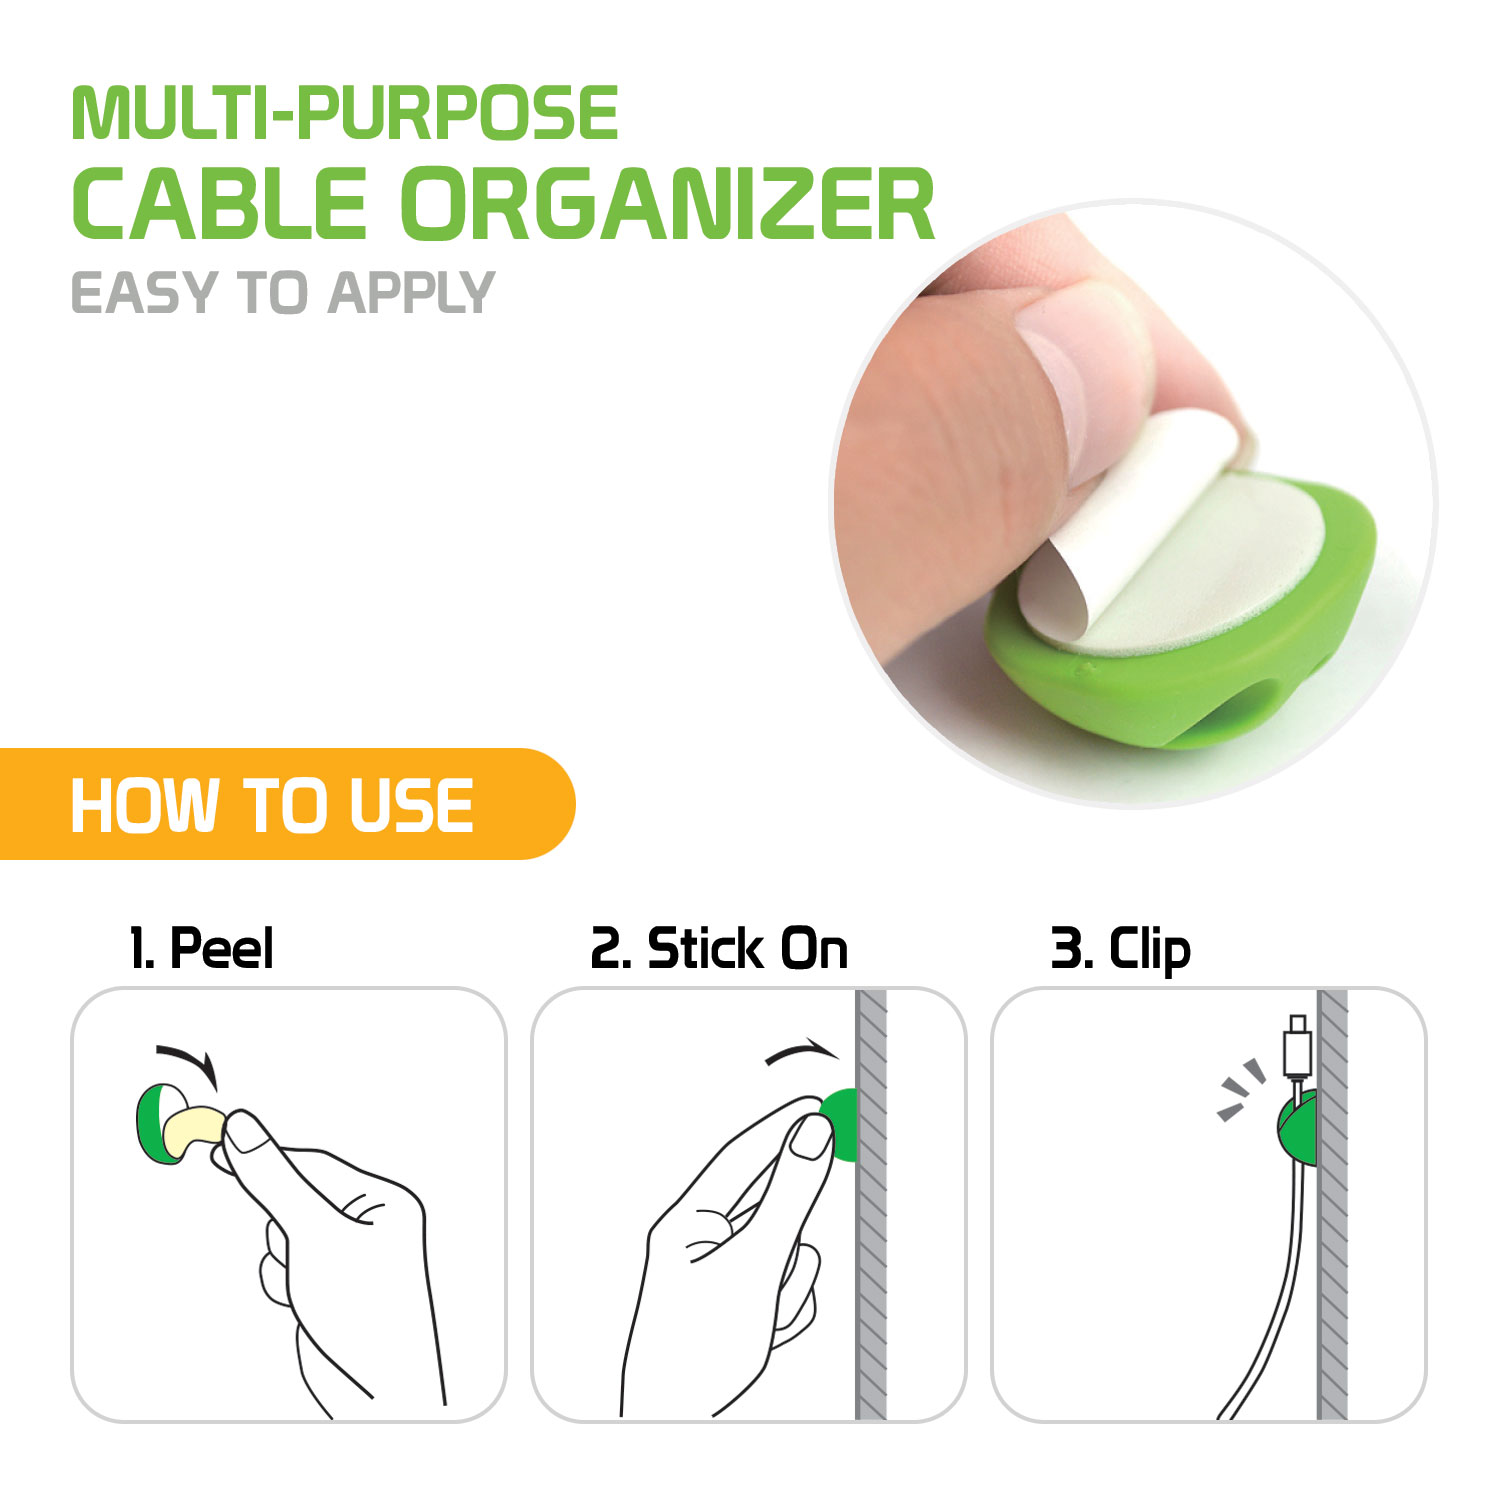 MULTI-PURPOSE
CABLE ORGANIZER
EASY TO APPLY
HOW TO USE
1. Peel
2. Stick On
3. Clip